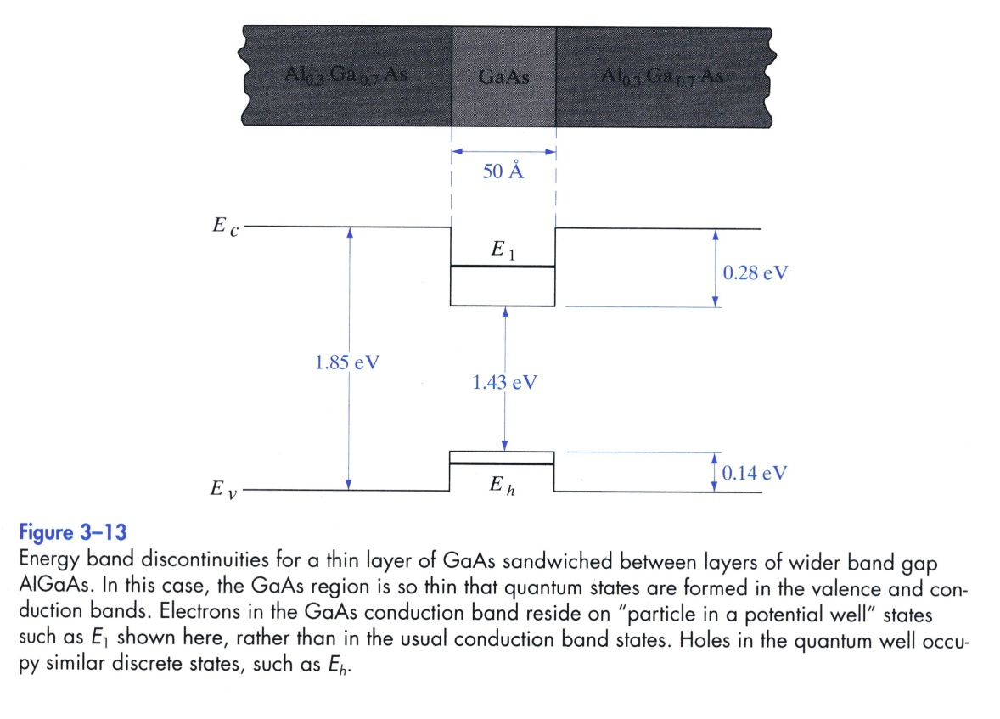 Al0.3 Ga0.7 As GaAs Al0.3 Ga0.7 As
50 Å
Ec
E1
0.28 eV
1.85 eV
1.43 eV
0.14 eV
Ev
Eh
Figure 3–13
Energy band discontinuities for a thin layer of GaAs sandwiched between layers of wider band gap
AlGaAs. In this case, the GaAs region is so thin that quantum states are formed in the valence and con-
duction bands. Electrons in the GaAs conduction band reside on “particle in a potential well” states
such as E1 shown here, rather than in the usual conduction band states. Holes in the quantum well occu-
py similar discrete states, such as Eh.